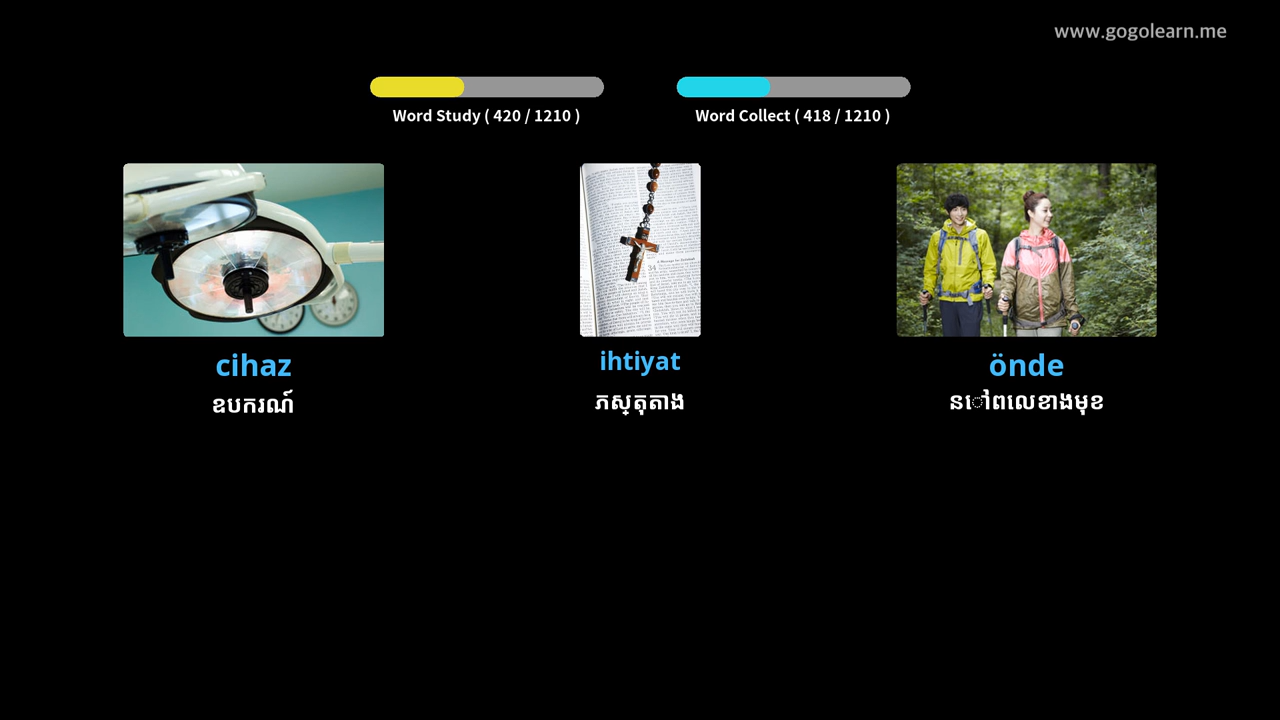 www.gogolearn.me
Word Study ( 420 / 1210 )
Word Collect ( 418 / 1210 )
cihaz
ihtiyat
önde
ឧបករណ៍
ភស្តុតាង
នៅពេលខាងមុខ